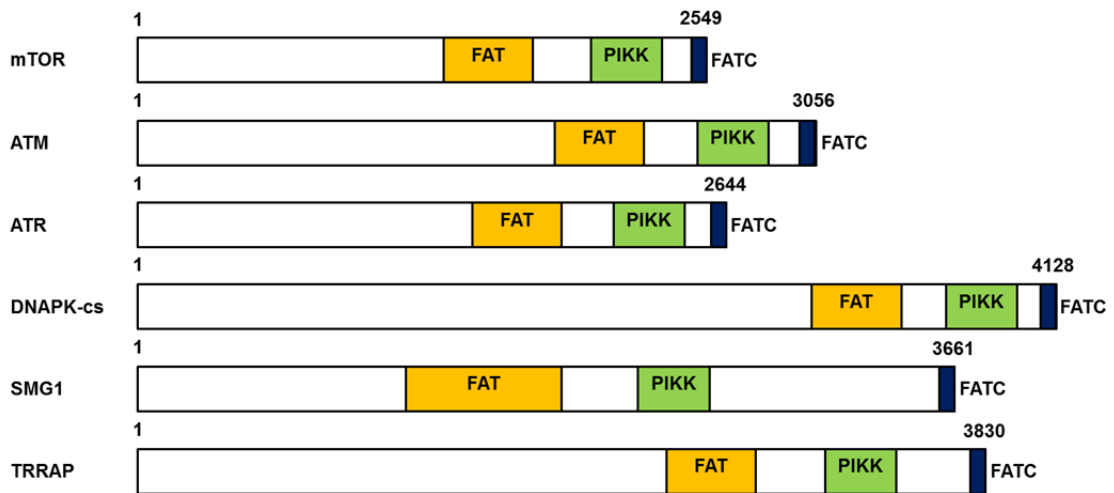 1 2549
mTOR FAT PIKK FATC
1 3056
ATM FAT PIKK FATC
1 2644
ATR FAT PIKK FATC
1 4128
DNAPK-cs FAT PIKK FATC
1 3661
SMG1 FAT PIKK FATC
1 3830
TRRAP FAT PIKK FATC